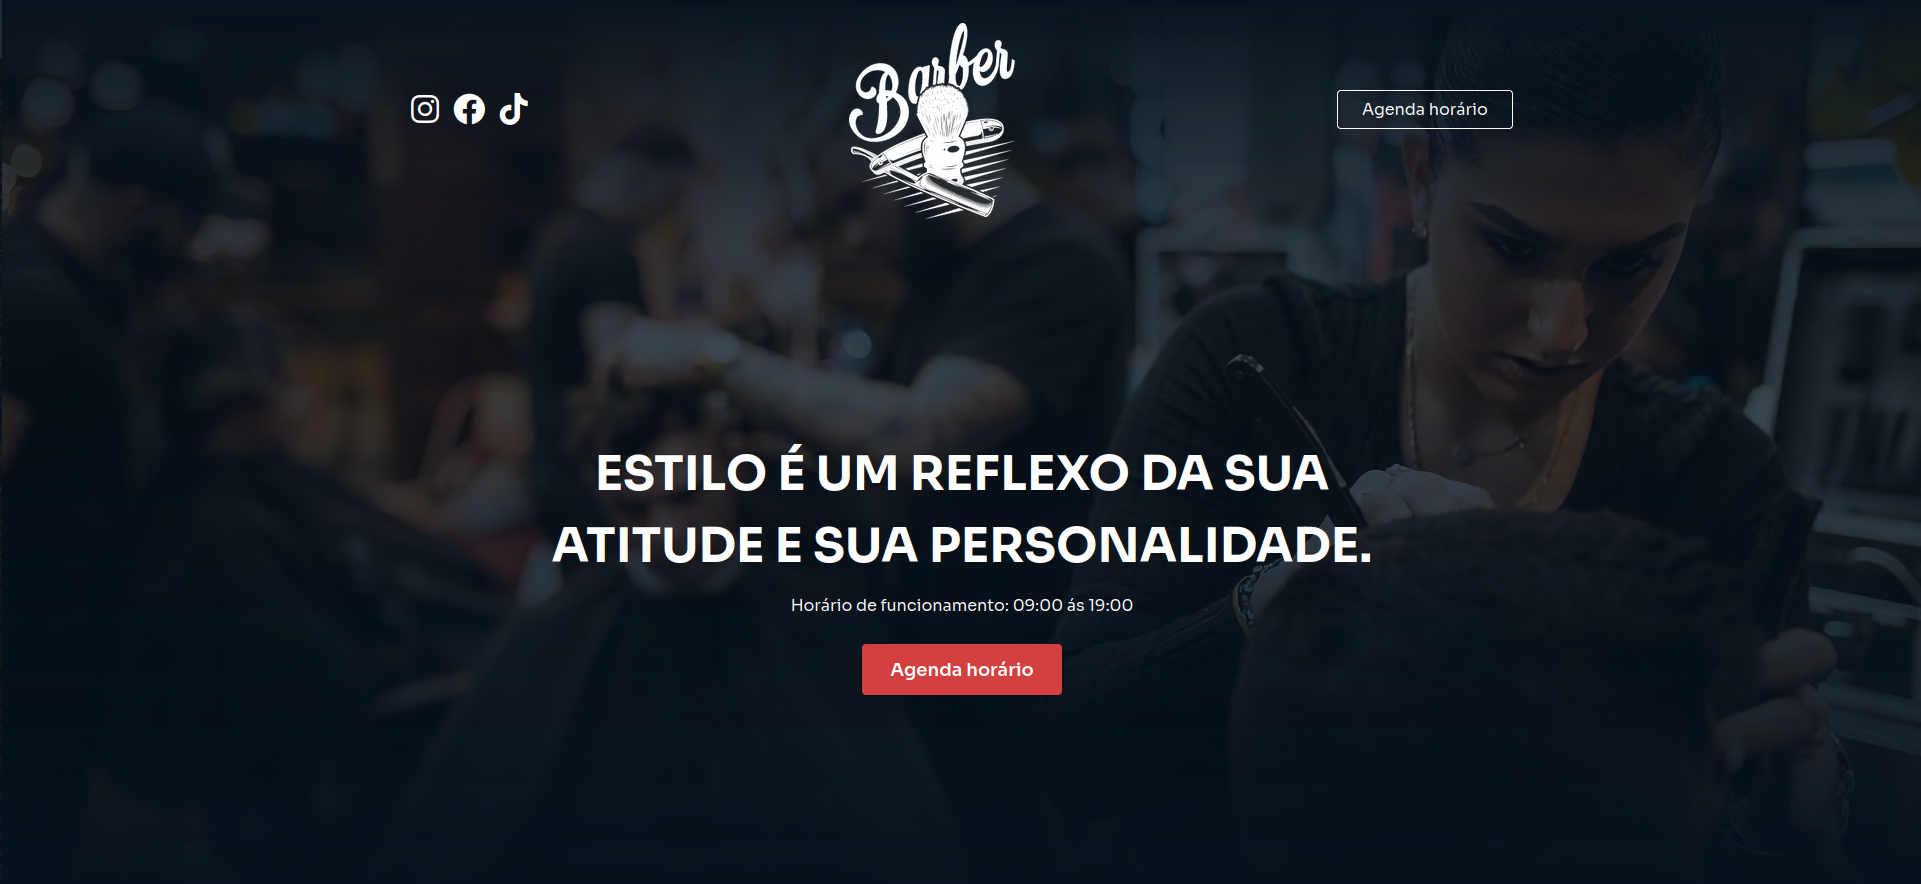 Barber
Agenda horário
ESTILO É UM REFLEXO DA SUA
ATITUDE E SUA PERSONALIDADE.
Horário de funcionamento: 09:00 ás 19:00
Agenda horário